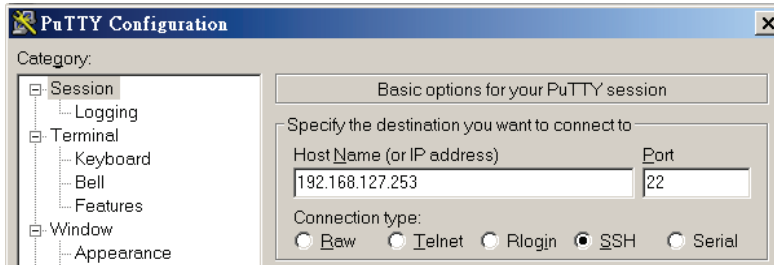 PuTTY Configuration
Category:
Session
Logging
Terminal
Keyboard
Bell
Features
Window
Appearance
Basic options for your PuTTY session
Specify the destination you want to connect to
Host Name (or IP address) Port
192.168.127.253 22
Connection type:
Raw Telnet Rlogin SSH Serial